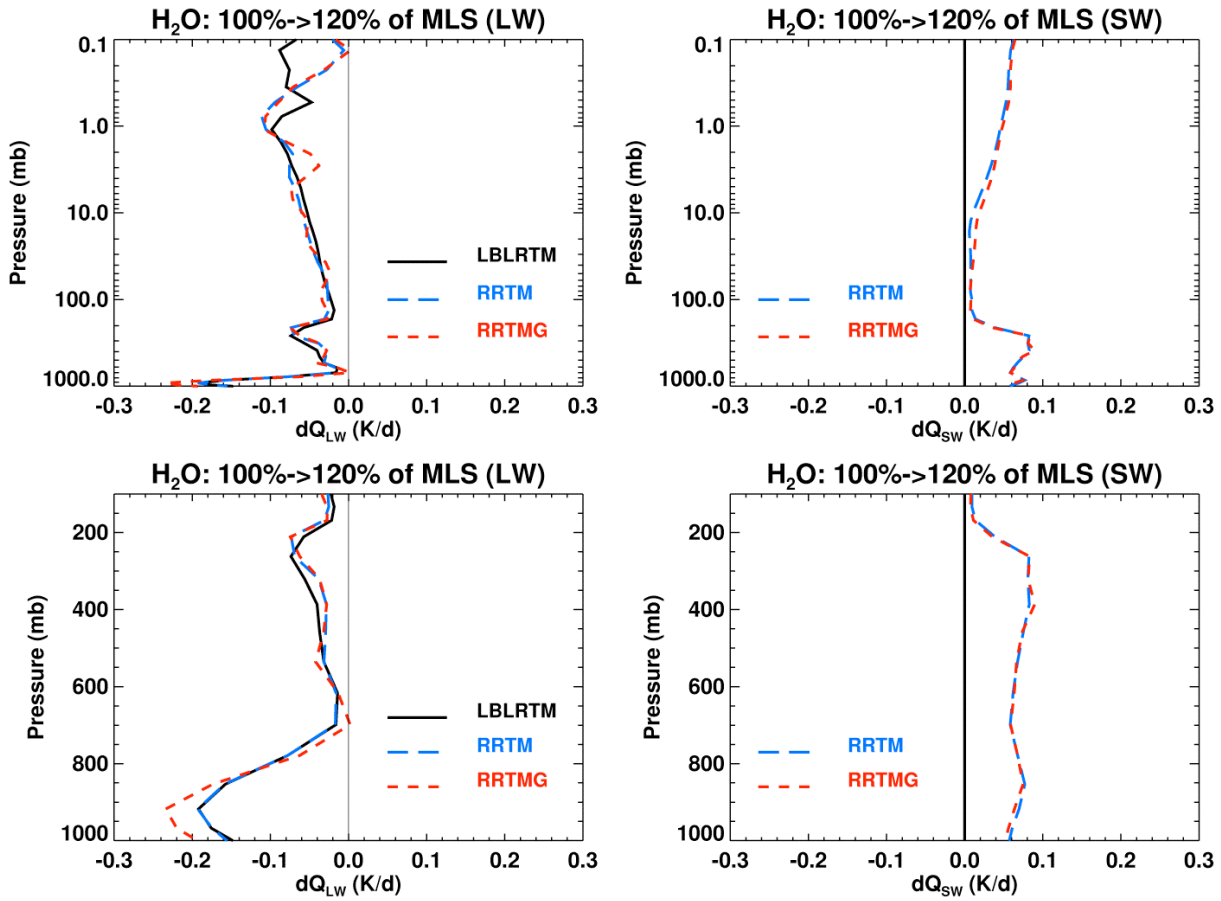 H₂O: 100%->120% of MLS (LW)
0.1
1.0
10.0
100.0
1000.0
Pressure (mb)
LBLRTM
RRTM
RRTMG
-0.3 -0.2 -0.1 0.0 0.1 0.2 0.3
dQLW (K/d)
H₂O: 100%->120% of MLS (SW)
0.1
1.0
10.0
100.0
1000.0
Pressure (mb)
RRTM
RRTMG
-0.3 -0.2 -0.1 0.0 0.1 0.2 0.3
dQSW (K/d)
H₂O: 100%->120% of MLS (LW)
200
400
600
800
1000
Pressure (mb)
LBLRTM
RRTM
RRTMG
-0.3 -0.2 -0.1 0.0 0.1 0.2 0.3
dQLW (K/d)
H₂O: 100%->120% of MLS (SW)
200
400
600
800
1000
Pressure (mb)
RRTM
RRTMG
-0.3 -0.2 -0.1 0.0 0.1 0.2 0.3
dQSW (K/d)